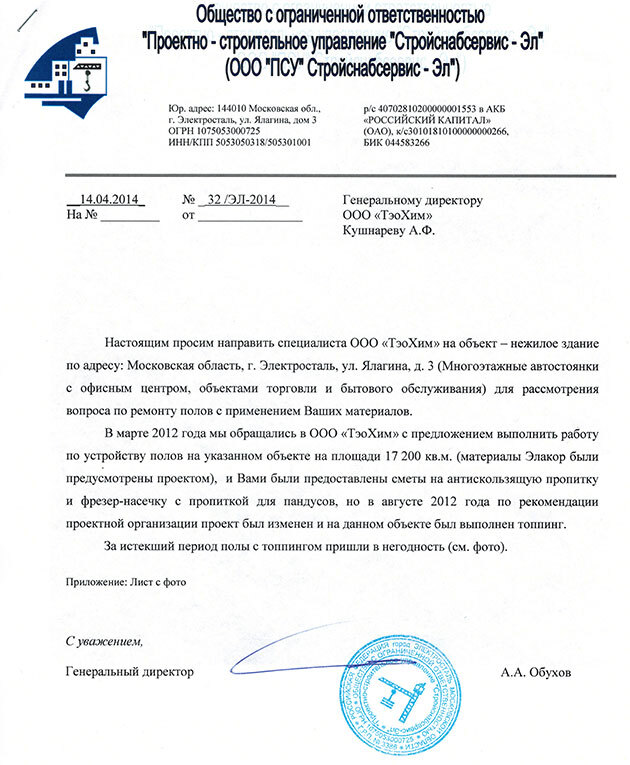 Общество с ограниченной ответственностью
"Проектно - строительное управление "Стройснабсервис - Эл"
(ООО "ПСУ" Стройснабсервис - Эл")
Юр. адрес: 144010 Московская обл.,
г. Электросталь, ул. Ялагина, дом 3
ОГРН 1075053000725
ИНН/КПП 5053050318/505301001
р/с 40702810200000001553 в АКБ
«РОССИЙСКИЙ КАПИТАЛ»
(ОАО), к/с30101810100000000266,
БИК 044583266
14.04.2014 № 32 /ЭЛ-2014
На № __________ от __________________
Генеральному директору
ООО «ТэоХим»
Кушнареву А.Ф.
Настоящим просим направить специалиста ООО «ТэоХим» на объект – нежилое здание
по адресу: Московская область, г. Электросталь, ул. Ялагина, д. 3 (Многоэтажные автостоянки
с офисным центром, объектами торговли и бытового обслуживания) для рассмотрения
вопроса по ремонту полов с применением Ваших материалов.
В марте 2012 года мы обращались в ООО «ТэоХим» с предложением выполнить работу
по устройству полов на указанном объекте на площади 17 200 кв.м. (материалы Элакор были
предусмотрены проектом), и Вами были предоставлены сметы на антискользящую пропитку
и фрезер-насечку с пропиткой для пандусов, но в августе 2012 года по рекомендации
проектной организации проект был изменен и на данном объекте был выполнен топпинг.
За истекший период полы с топпингом пришли в негодность (см. фото).
Приложение: Лист с фото
С уважением,
Генеральный директор А.А. Обухов